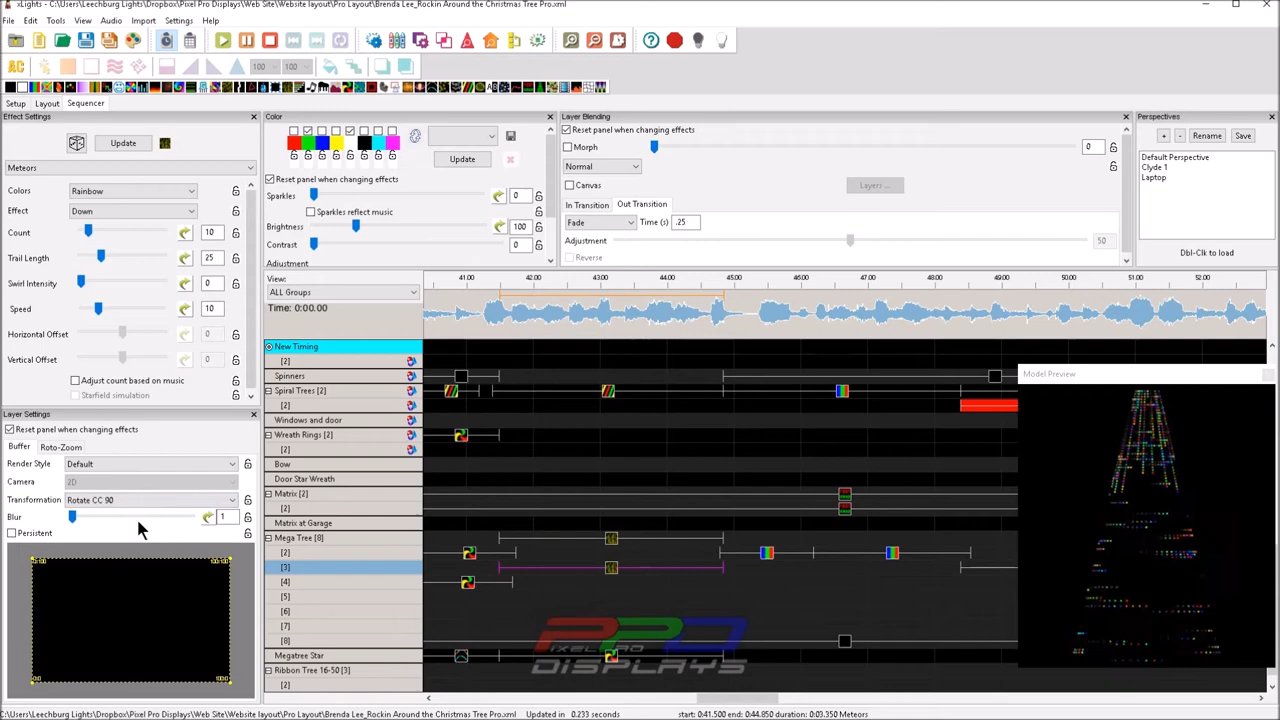 xLights - C:\Users\Leechburg Lights\Dropbox\Pixel Pro Displays\Web Site\Website layout\Pro Layout\Brenda Lee_Rockin Around the Christmas Tree Pro.xml
File Edit Tools View Audio Import Settings Help
AC 100 100
Setup Layout Sequencer
Effect Settings
Update
Meteors
Colors Rainbow
Effect Down
Count 10
Trail Length 25
Swirl Intensity 0
Speed 10
Horizontal Offset 0
Vertical Offset 0
Adjust count based on music
Starfield simulation
Layer Settings
Reset panel when changing effects
Buffer Roto-Zoom
Render Style Default
Camera 2D
Transformation Rotate CC 90
Blur 1
Persistent
Color
Update
Reset panel when changing effects
Sparkles 0
Sparkles reflect music
Brightness 100
Contrast 0
Adjustment
Layer Blending
Reset panel when changing effects
Morph 0
Normal
Canvas Layers ...
In Transition Out Transition
Fade Time (s) .25
Adjustment 50
Reverse
Perspectives
+ - Rename Save
Default Perspective
Clyde 1
Laptop
Dbl-Clk to load
View:
ALL Groups
Time: 0:00.00
41.00 42.00 43.00 44.00 45.00 46.00 47.00 48.00 49.00 50.00 51.00 52.00
New Timing
[2]
Spinners
Spiral Trees [2]
[2]
Windows and door
Wreath Rings [2]
[2]
Bow
Door Star Wreath
Matrix [2]
[2]
Matrix at Garage
Mega Tree [8]
[2]
[3]
[4]
[5]
[6]
[7]
[8]
Megatree Star
Ribbon Tree 16-50 [3]
[2]
Model Preview
PPD
PIXEL PRO
DISPLAYS
C:\Users\Leechburg Lights\Dropbox\Pixel Pro Displays\Web Site\Website layout\Pro Layout\Brenda Lee_Rockin Around the Christmas Tree Pro.xml Updated in 0.233 seconds start: 0:41.500 end: 0:44.850 duration: 0:03.350 Meteors